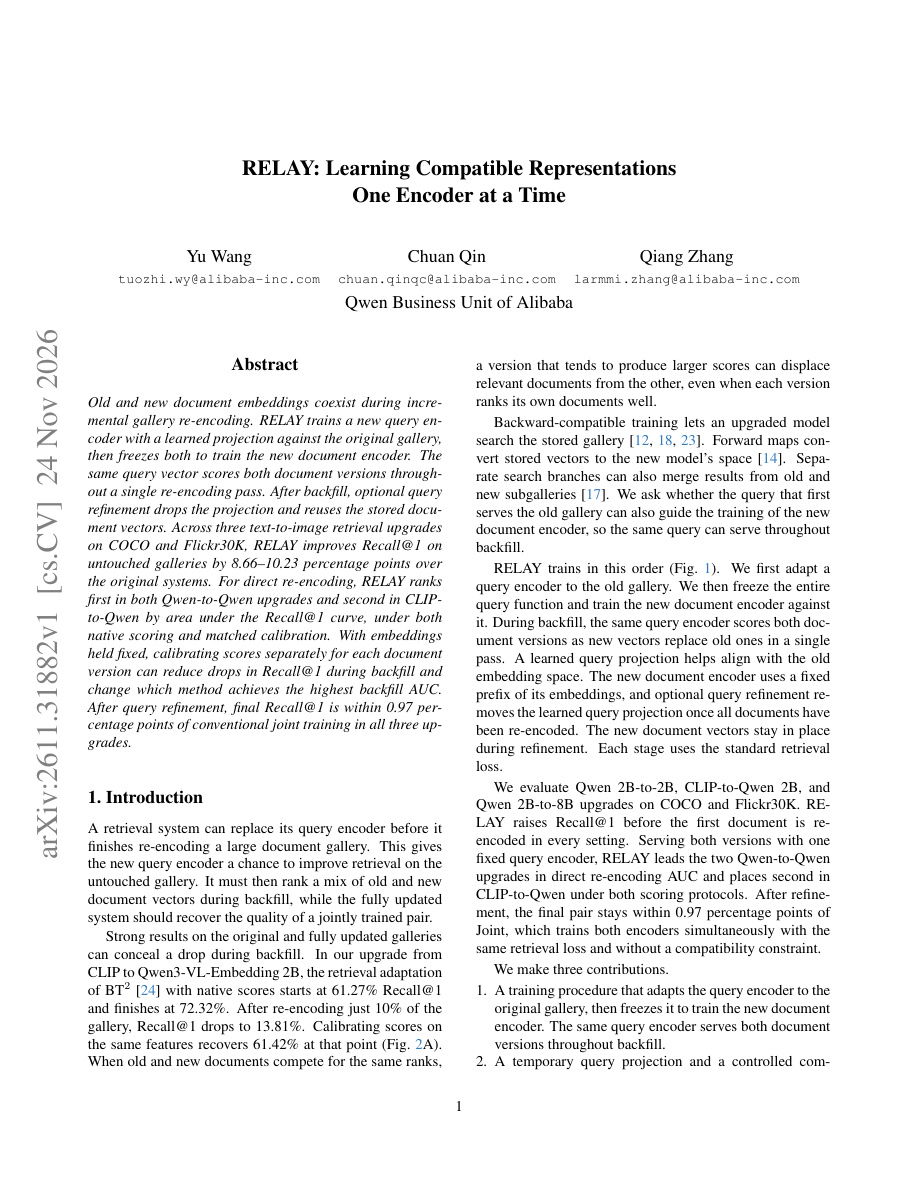 RELAY: Learning Compatible Representations
One Encoder at a Time
Yu Wang
tuozhi.wy@alibaba-inc.com
Chuan Qin
chuan.qinqc@alibaba-inc.com
Qiang Zhang
larmmi.zhang@alibaba-inc.com
Qwen Business Unit of Alibaba
arXiv:2611.31882v1 [cs.CV] 24 Nov 2026
Abstract
Old and new document embeddings coexist during incre-
mental gallery re-encoding. RELAY trains a new query en-
coder with a learned projection against the original gallery,
then freezes both to train the new document encoder. The
same query vector scores both document versions through-
out a single re-encoding pass. After backfill, optional query
refinement drops the projection and reuses the stored docu-
ment vectors. Across three text-to-image retrieval upgrades
on COCO and Flickr30K, RELAY improves Recall@1 on
untouched galleries by 8.66–10.23 percentage points over
the original systems. For direct re-encoding, RELAY ranks
first in both Qwen-to-Qwen upgrades and second in CLIP-
to-Qwen by area under the Recall@1 curve, under both
native scoring and matched calibration. With embeddings
held fixed, calibrating scores separately for each document
version can reduce drops in Recall@1 during backfill and
change which method achieves the highest backfill AUC.
After query refinement, final Recall@1 is within 0.97 per-
centage points of conventional joint training in all three up-
grades.
1. Introduction
A retrieval system can replace its query encoder before it
finishes re-encoding a large document gallery. This gives
the new query encoder a chance to improve retrieval on the
untouched gallery. It must then rank a mix of old and new
document vectors during backfill, while the fully updated
system should recover the quality of a jointly trained pair.
Strong results on the original and fully updated galleries
can conceal a drop during backfill. In our upgrade from
CLIP to Qwen3-VL-Embedding 2B, the retrieval adaptation
of BT² [24] with native scores starts at 61.27% Recall@1
and finishes at 72.32%. After re-encoding just 10% of the
gallery, Recall@1 drops to 13.81%. Calibrating scores on
the same features recovers 61.42% at that point (Fig. 2A).
When old and new documents compete for the same ranks,
a version that tends to produce larger scores can displace
relevant documents from the other, even when each version
ranks its own documents well.
Backward-compatible training lets an upgraded model
search the stored gallery [12, 18, 23]. Forward maps con-
vert stored vectors to the new model's space [14]. Sepa-
rate search branches can also merge results from old and
new subgalleries [17]. We ask whether the query that first
serves the old gallery can also guide the training of the new
document encoder, so the same query can serve throughout
backfill.
RELAY trains in this order (Fig. 1). We first adapt a
query encoder to the old gallery. We then freeze the entire
query function and train the new document encoder against
it. During backfill, the same query encoder scores both doc-
ument versions as new vectors replace old ones in a single
pass. A learned query projection helps align with the old
embedding space. The new document encoder uses a fixed
prefix of its embeddings, and optional query refinement re-
moves the learned query projection once all documents have
been re-encoded. The new document vectors stay in place
during refinement. Each stage uses the standard retrieval
loss.
We evaluate Qwen 2B-to-2B, CLIP-to-Qwen 2B, and
Qwen 2B-to-8B upgrades on COCO and Flickr30K. RE-
LAY raises Recall@1 before the first document is re-
encoded in every setting. Serving both versions with one
fixed query encoder, RELAY leads the two Qwen-to-Qwen
upgrades in direct re-encoding AUC and places second in
CLIP-to-Qwen under both scoring protocols. After refine-
ment, the final pair stays within 0.97 percentage points of
Joint, which trains both encoders simultaneously with the
same retrieval loss and without a compatibility constraint.
We make three contributions.
1. A training procedure that adapts the query encoder to the
original gallery, then freezes it to train the new document
encoder. The same query encoder serves both document
versions throughout backfill.
2. A temporary query projection and a controlled com-
1